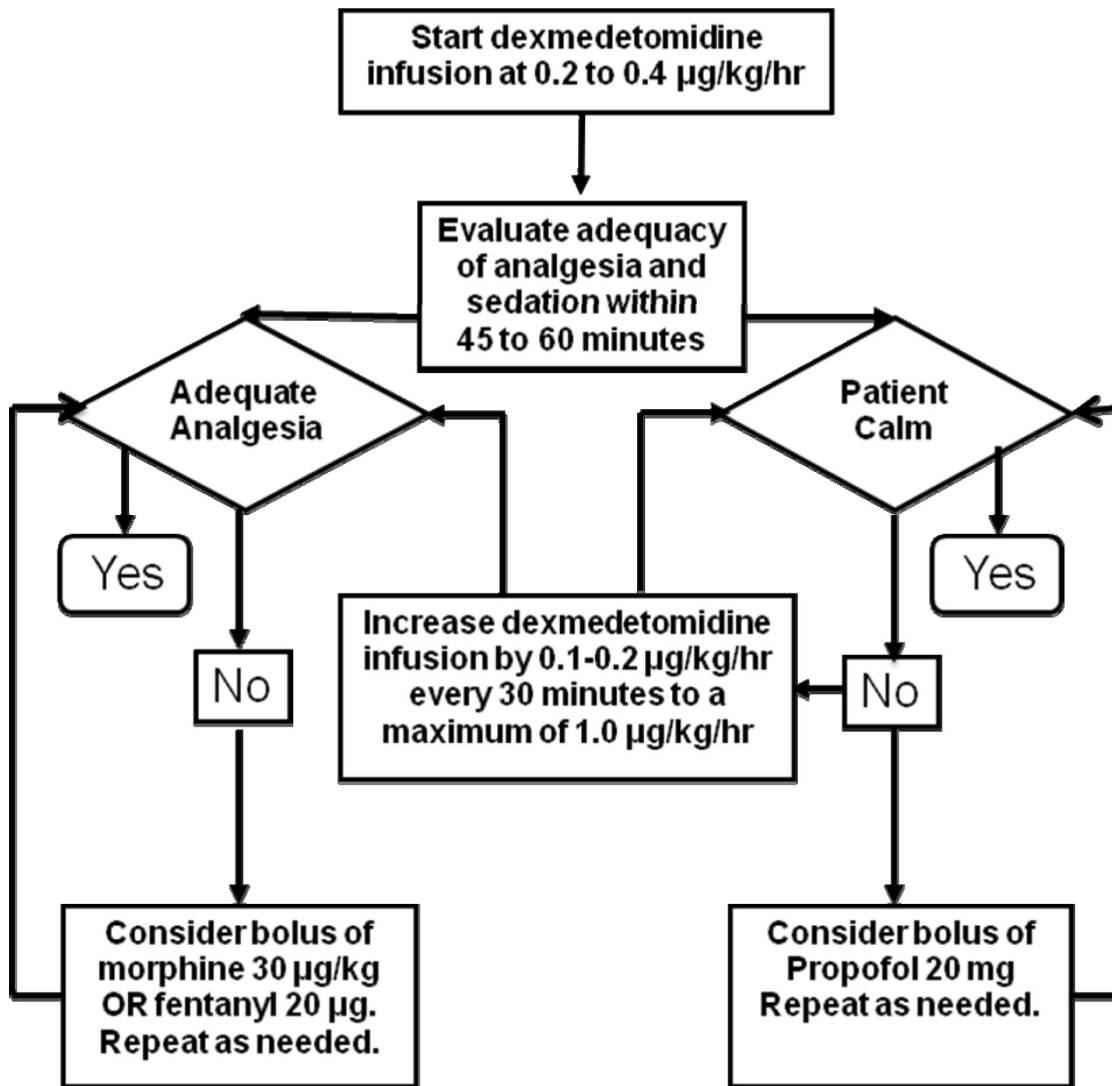 Start dexmedetomidine
infusion at 0.2 to 0.4 µg/kg/hr
Evaluate adequacy
of analgesia and
sedation within
45 to 60 minutes
Adequate
Analgesia
Patient
Calm
Yes
Yes
No
Increase dexmedetomidine
infusion by 0.1-0.2 µg/kg/hr
every 30 minutes to a
maximum of 1.0 µg/kg/hr
No
Consider bolus of
morphine 30 µg/kg
OR fentanyl 20 µg.
Repeat as needed.
Consider bolus of
Propofol 20 mg
Repeat as needed.